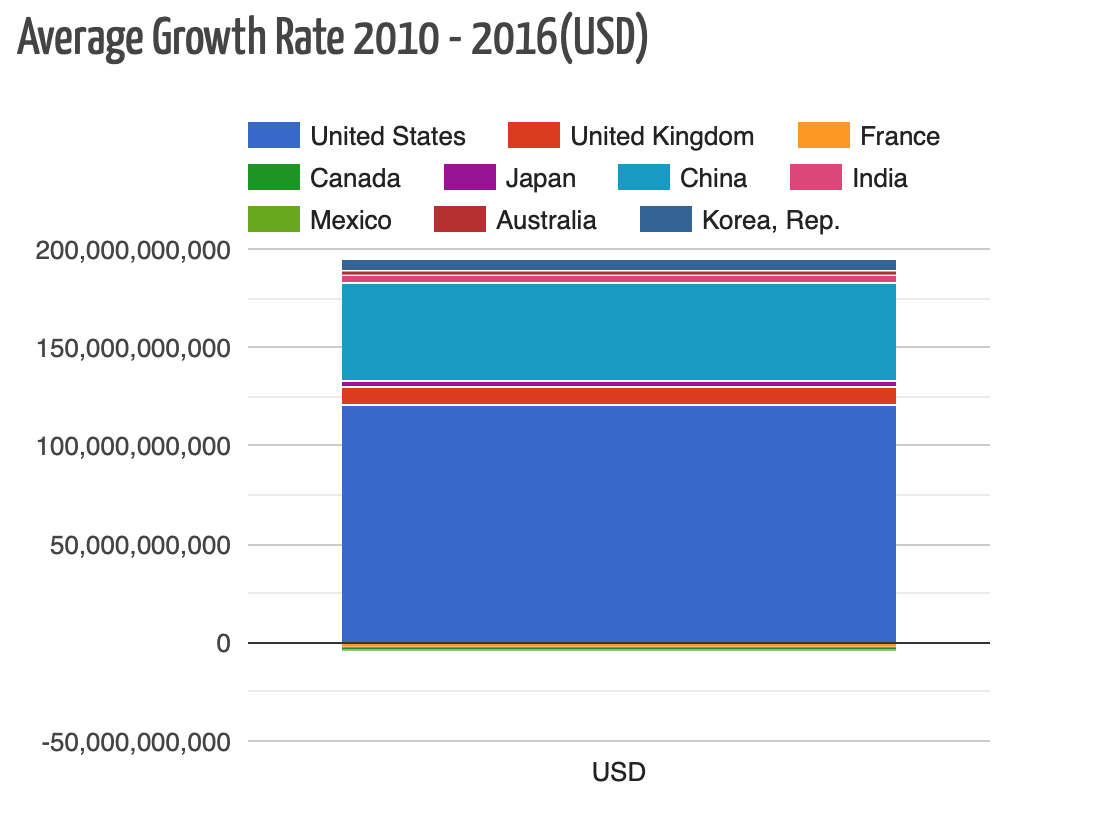 Average Growth Rate 2010 - 2016(USD)
United States United Kingdom France
Canada Japan China India
Mexico Australia Korea, Rep.
200,000,000,000
150,000,000,000
100,000,000,000
50,000,000,000
0
-50,000,000,000
USD